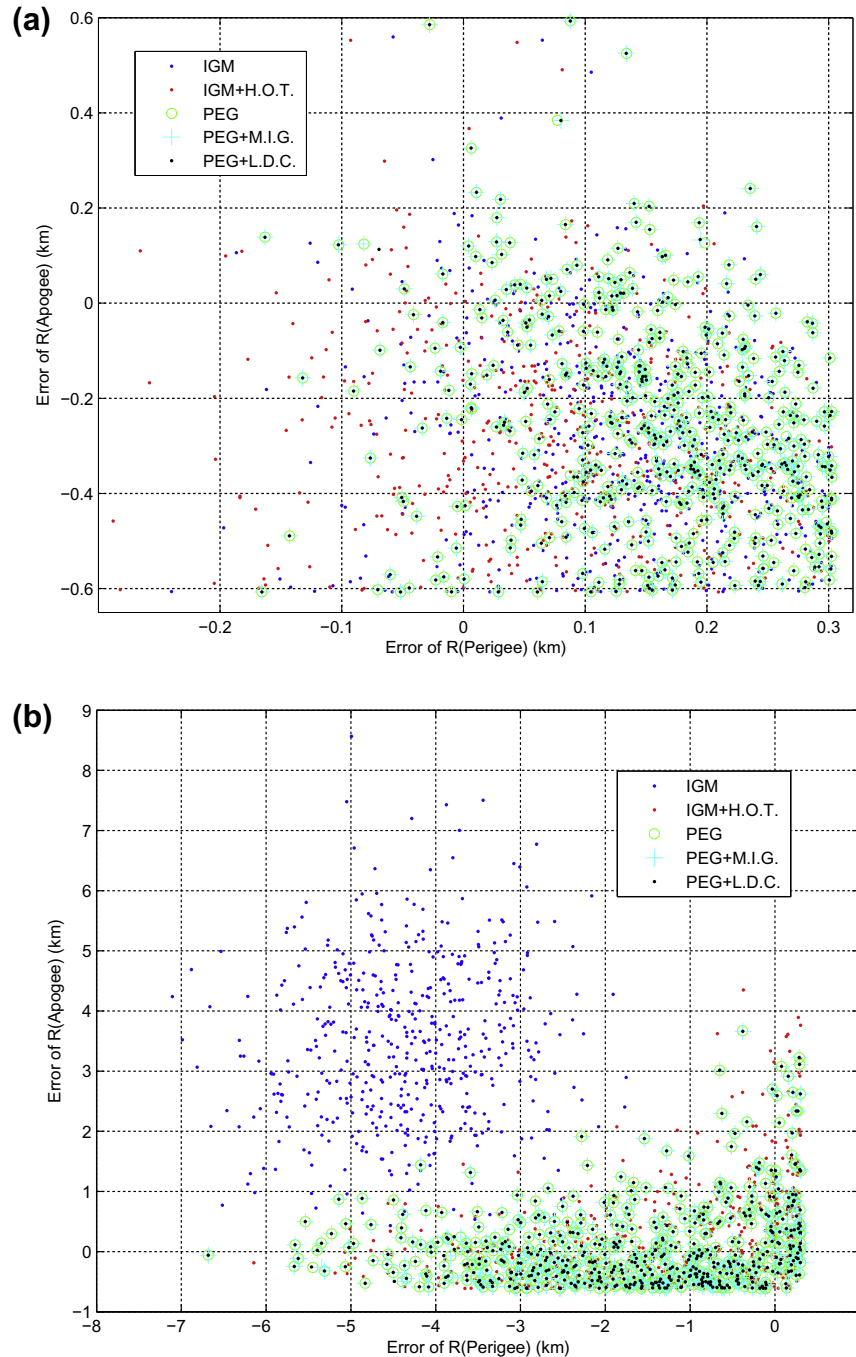 (a)
0.6
0.4
0.2
0
−0.2
−0.4
−0.6
Error of R(Apogee) (km)
IGM
IGM+H.O.T.
PEG
PEG+M.I.G.
PEG+L.D.C.
−0.2
−0.1
0
0.1
0.2
0.3
Error of R(Perigee) (km)
(b)
9
8
7
6
5
4
3
2
1
0
−1
Error of R(Apogee) (km)
IGM
IGM+H.O.T.
PEG
PEG+M.I.G.
PEG+L.D.C.
−8
−7
−6
−5
−4
−3
−2
−1
0
Error of R(Perigee) (km)